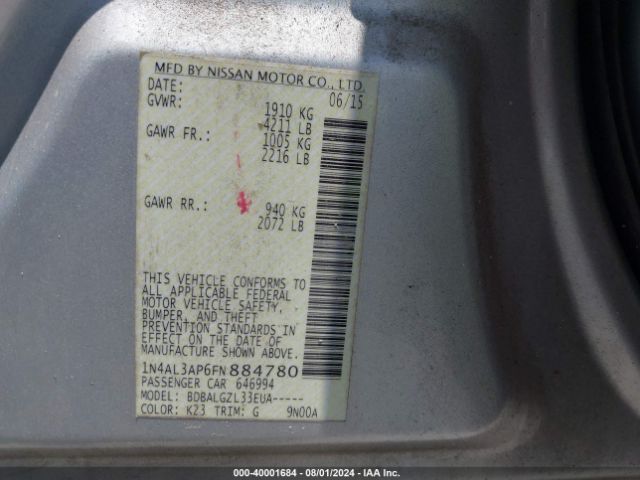 MFD BY NISSAN MOTOR CO., LTD.
DATE: 06/15
GVWR: 1910 KG
4211 LB
GAWR FR.: 1005 KG
2216 LB
GAWR RR.: 940 KG
2072 LB
THIS VEHICLE CONFORMS TO
ALL APPLICABLE FEDERAL
MOTOR VEHICLE SAFETY,
BUMPER, AND THEFT
PREVENTION STANDARDS IN
EFFECT ON THE DATE OF
MANUFACTURE SHOWN ABOVE.
1N4AL3AP6FN884780
PASSENGER CAR 646994
MODEL: BDBALGZL33EUA-----
COLOR: K23 TRIM: G 9N00A
000-40001684 - 08/01/2024 - IAA Inc.